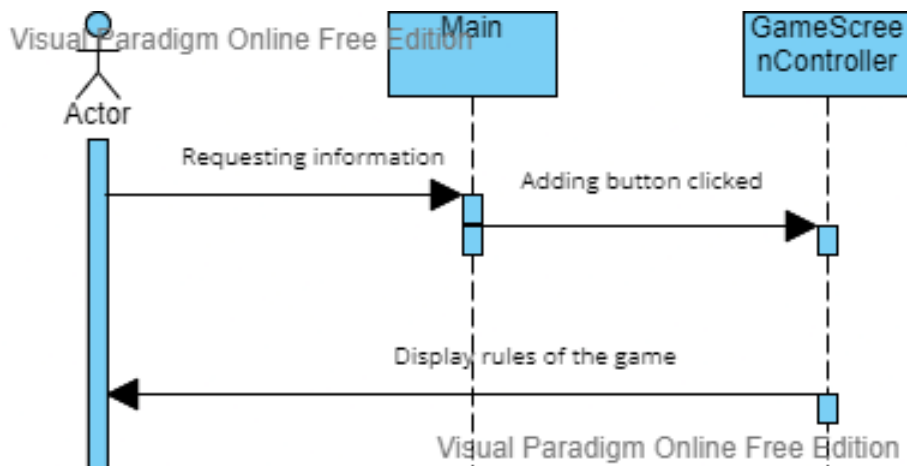 Visual Paradigm Online Free Edition
Main
GameScree
nController
Actor
Requesting information
Adding button clicked
Display rules of the game
Visual Paradigm Online Free Edition